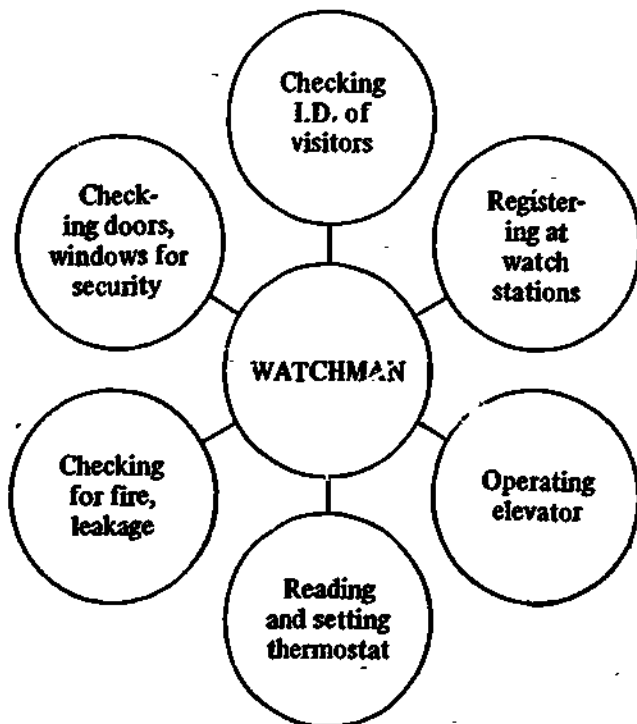 Checking
I.D. of
visitors
Check-
ing doors,
windows for
security
Register-
ing at
watch
stations
WATCHMAN
Checking
for fire,
leakage
Operating
elevator
Reading
and setting
thermostat